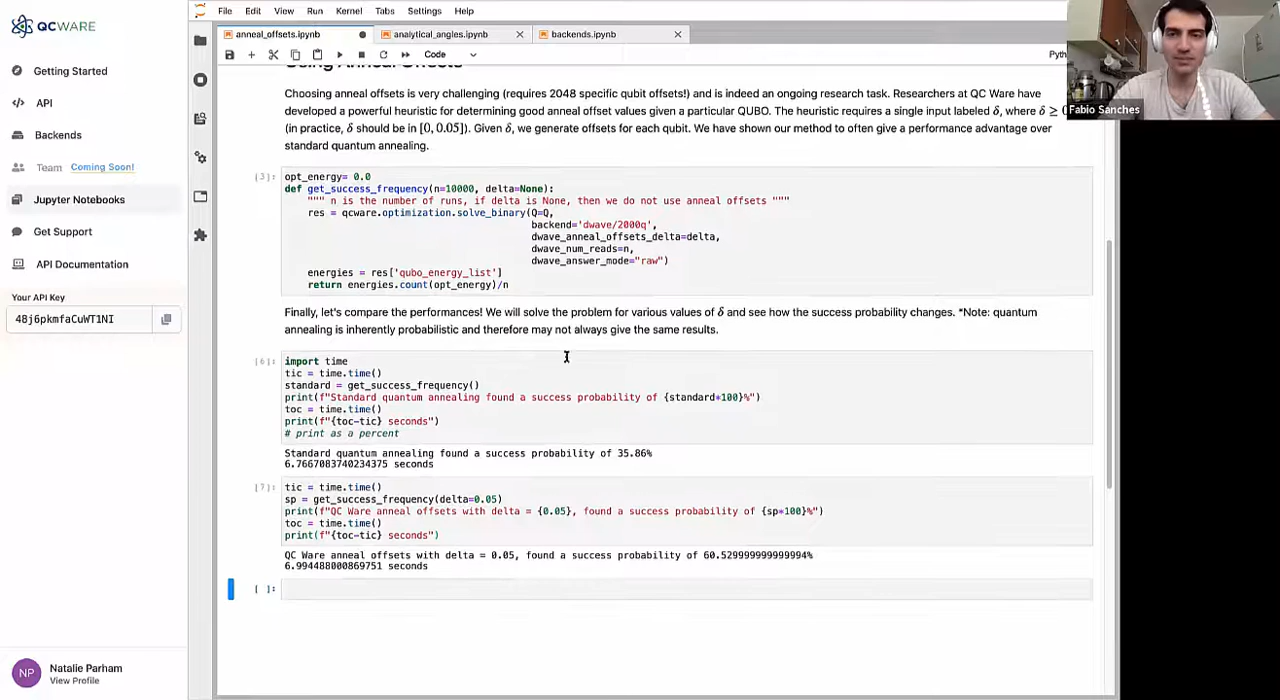 QCWARE
Getting Started
API
Backends
Team Coming Soon!
Jupyter Notebooks
Get Support
API Documentation
Your API Key
48j6pkmfaCuWT1NI
NP
Natalie Parham
View Profile
File Edit View Run Kernel Tabs Settings Help
anneal_offsets.ipynb
analytical_angles.ipynb
backends.ipynb
Code
Pyth
Fabio Sanches
Using Anneal Offsets
Choosing anneal offsets is very challenging (requires 2048 specific qubit offsets!) and is indeed an ongoing research task. Researchers at QC Ware have
developed a powerful heuristic for determining good anneal offset values given a particular QUBO. The heuristic requires a single input labeled δ, where δ ≥
(in practice, δ should be in [0, 0.05]). Given δ, we generate offsets for each qubit. We have shown our method to often give a performance advantage over
standard quantum annealing.
[3]:
opt_energy= 0.0
def get_success_frequency(n=10000, delta=None):
""" n is the number of runs, if delta is None, then we do not use anneal offsets """
res = qcware.optimization.solve_binary(Q=Q,
backend='dwave/2000q',
dwave_anneal_offsets_delta=delta,
dwave_num_reads=n,
dwave_answer_mode="raw")
energies = res['qubo_energy_list']
return energies.count(opt_energy)/n
Finally, let's compare the performances! We will solve the problem for various values of δ and see how the success probability changes. *Note: quantum
annealing is inherently probabilistic and therefore may not always give the same results.
[6]:
import time
tic = time.time()
standard = get_success_frequency()
print(f"Standard quantum annealing found a success probability of {standard*100}%")
toc = time.time()
print(f"{toc-tic} seconds")
# print as a percent
Standard quantum annealing found a success probability of 35.86%
6.7667083740234375 seconds
[7]:
tic = time.time()
sp = get_success_frequency(delta=0.05)
print(f"QC Ware anneal offsets with delta = {0.05}, found a success probability of {sp*100}%")
toc = time.time()
print(f"{toc-tic} seconds")
QC Ware anneal offsets with delta = 0.05, found a success probability of 60.529999999999994%
6.994488000869751 seconds
[ ]: